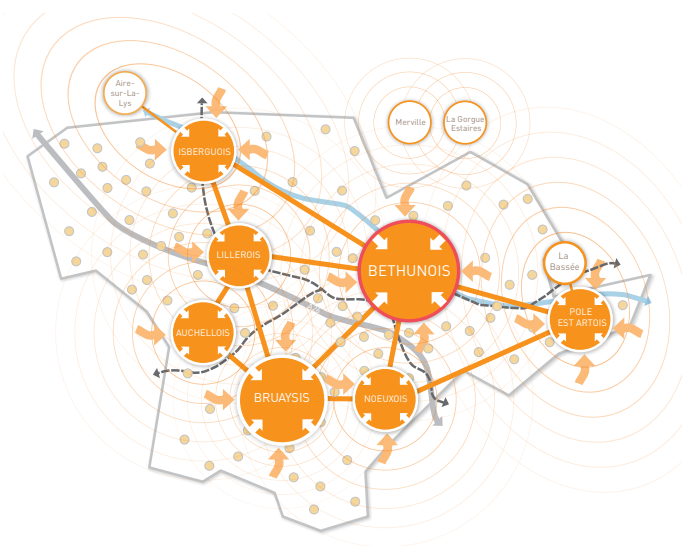 Aire-
sur-La-
Lys
Merville
La Gorgue
Estaires
ISBERGUOIS
LILLEROIS
La
Bassée
BETHUNOIS
POLE
EST ARTOIS
AUCHELLOIS
BRUAYSIS
NOEUXOIS